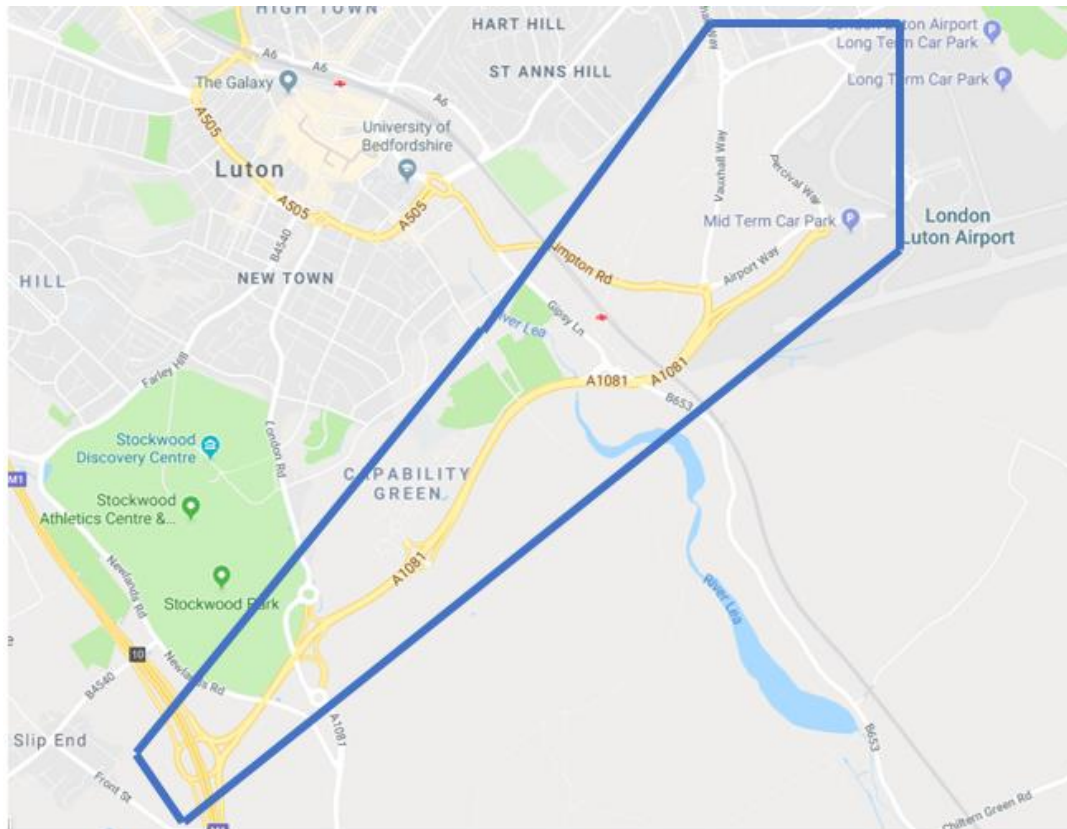 HIGH TOWN
HART HILL
London Luton Airport
Long Term Car Park
A6
A6
ST ANNS HILL
Long Term Car Park
The Galaxy
A6
A505
University of
Bedfordshire
Vauxhall Way
Luton
Percival Way
A505
A505
Mid Term Car Park
London
Luton Airport
B4540
NEW TOWN
HILL
Rd
Airport Way
Gipsy Ln
River Lea
Farley Hill
A1081
A1081
B653
Stockwood
Discovery Centre
London Rd
CAPABILITY
GREEN
M1
Stockwood
Athletics Centre &...
A1081
Newlands Rd
Stockwood Park
River Lea
10
Newlands Rd
B4540
A1081
Slip End
B653
Front St
Chiltern Green Rd